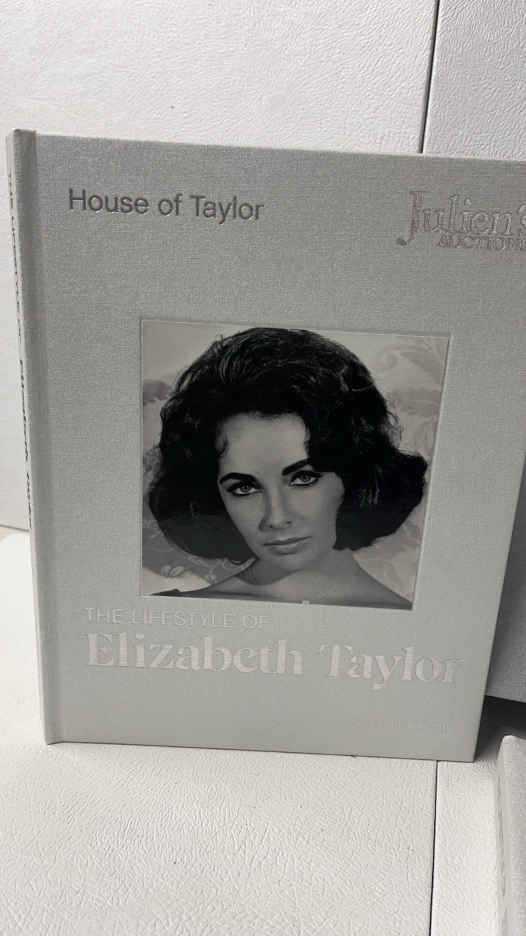 House of Taylor
Julien's
AUCTIONS
THE LIFESTYLE OF
Elizabeth Taylor